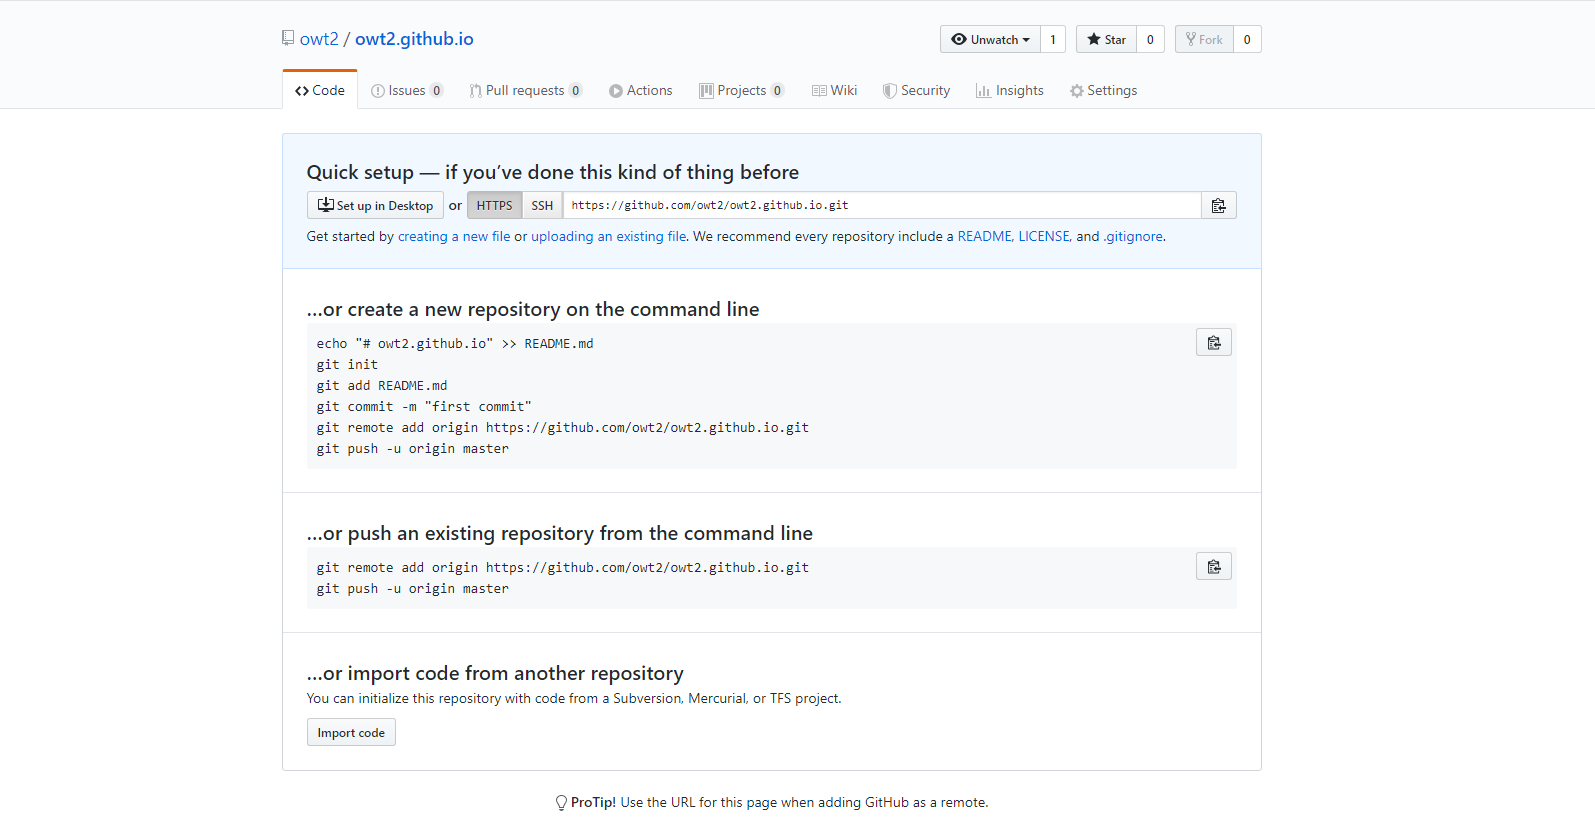 owt2 / owt2.github.io
Unwatch 1 Star 0 Fork 0
Code Issues 0 Pull requests 0 Actions Projects 0 Wiki Security Insights Settings
Quick setup — if you’ve done this kind of thing before
Set up in Desktop or HTTPS SSH https://github.com/owt2/owt2.github.io.git
Get started by creating a new file or uploading an existing file. We recommend every repository include a README, LICENSE, and .gitignore.
…or create a new repository on the command line
echo "# owt2.github.io" >> README.md
git init
git add README.md
git commit -m "first commit"
git remote add origin https://github.com/owt2/owt2.github.io.git
git push -u origin master
…or push an existing repository from the command line
git remote add origin https://github.com/owt2/owt2.github.io.git
git push -u origin master
…or import code from another repository
You can initialize this repository with code from a Subversion, Mercurial, or TFS project.
Import code
ProTip! Use the URL for this page when adding GitHub as a remote.